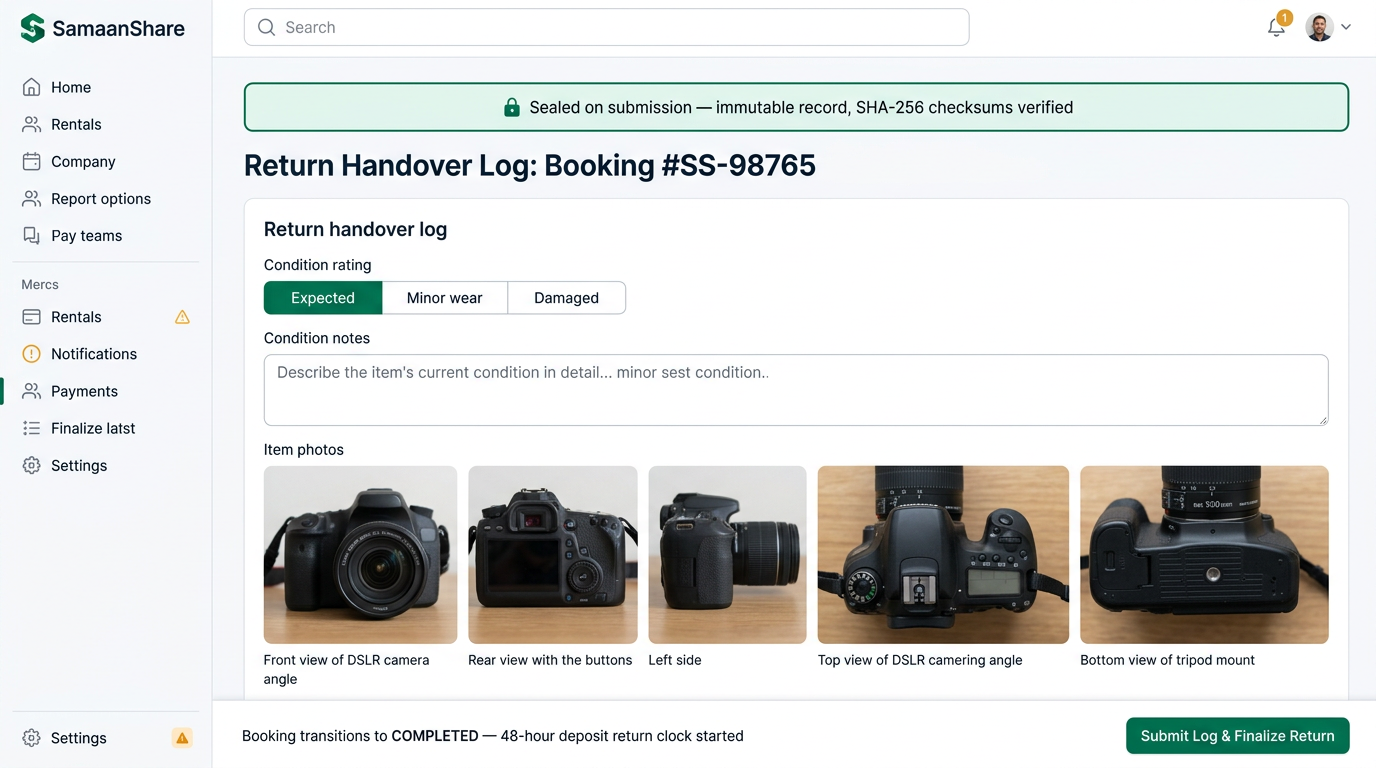 SamaanShare
Search
1
Home
Rentals
Company
Report options
Pay teams
Mercs
Rentals
Notifications
Payments
Finalize latst
Settings
Settings
Sealed on submission — immutable record, SHA-256 checksums verified
Return Handover Log: Booking #SS-98765
Return handover log
Condition rating
Expected
Minor wear
Damaged
Condition notes
Describe the item's current condition in detail... minor sest condition..
Item photos
Front view of DSLR camera
angle
Rear view with the buttons
Left side
Top view of DSLR camering angle
Bottom view of tripod mount
Booking transitions to COMPLETED — 48-hour deposit return clock started
Submit Log & Finalize Return